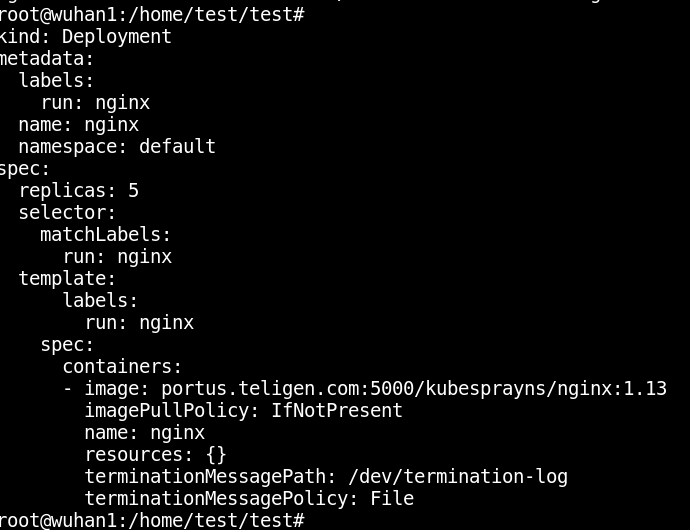 root@wuhan1:/home/test/test#
kind: Deployment
metadata:
  labels:
    run: nginx
  name: nginx
  namespace: default
spec:
  replicas: 5
  selector:
    matchLabels:
      run: nginx
  template:
      labels:
        run: nginx
    spec:
      containers:
      - image: portus.teligen.com:5000/kubesprayns/nginx:1.13
        imagePullPolicy: IfNotPresent
        name: nginx
        resources: {}
        terminationMessagePath: /dev/termination-log
        terminationMessagePolicy: File
root@wuhan1:/home/test/test#